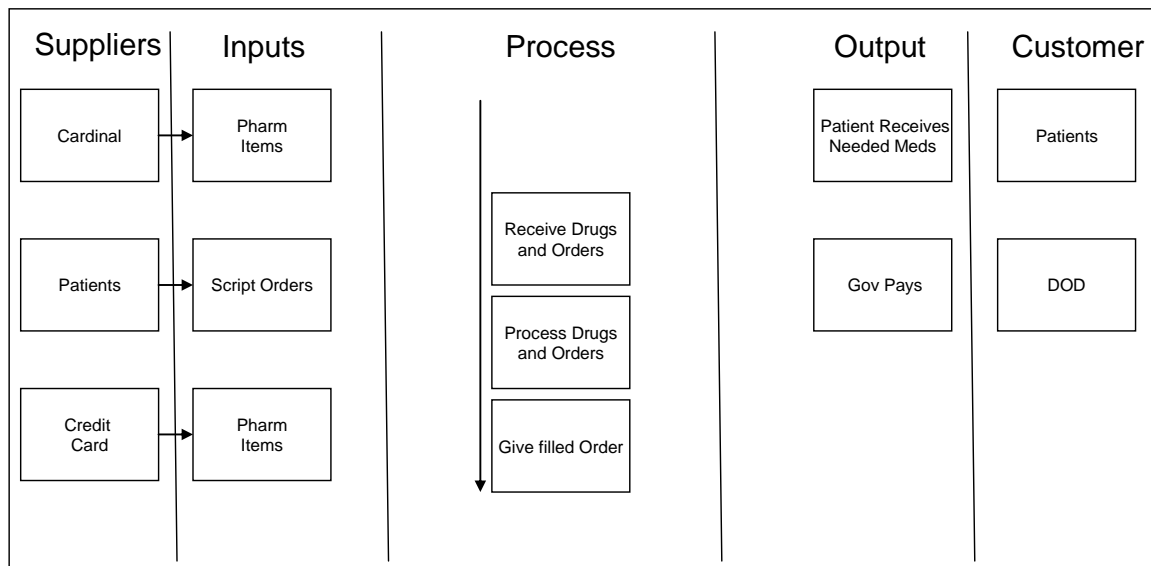 Suppliers
Inputs
Process
Output
Customer
Cardinal
Pharm
Items
Patient Receives
Needed Meds
Patients
Receive Drugs
and Orders
Patients
Script Orders
Gov Pays
DOD
Process Drugs
and Orders
Credit
Card
Pharm
Items
Give filled Order